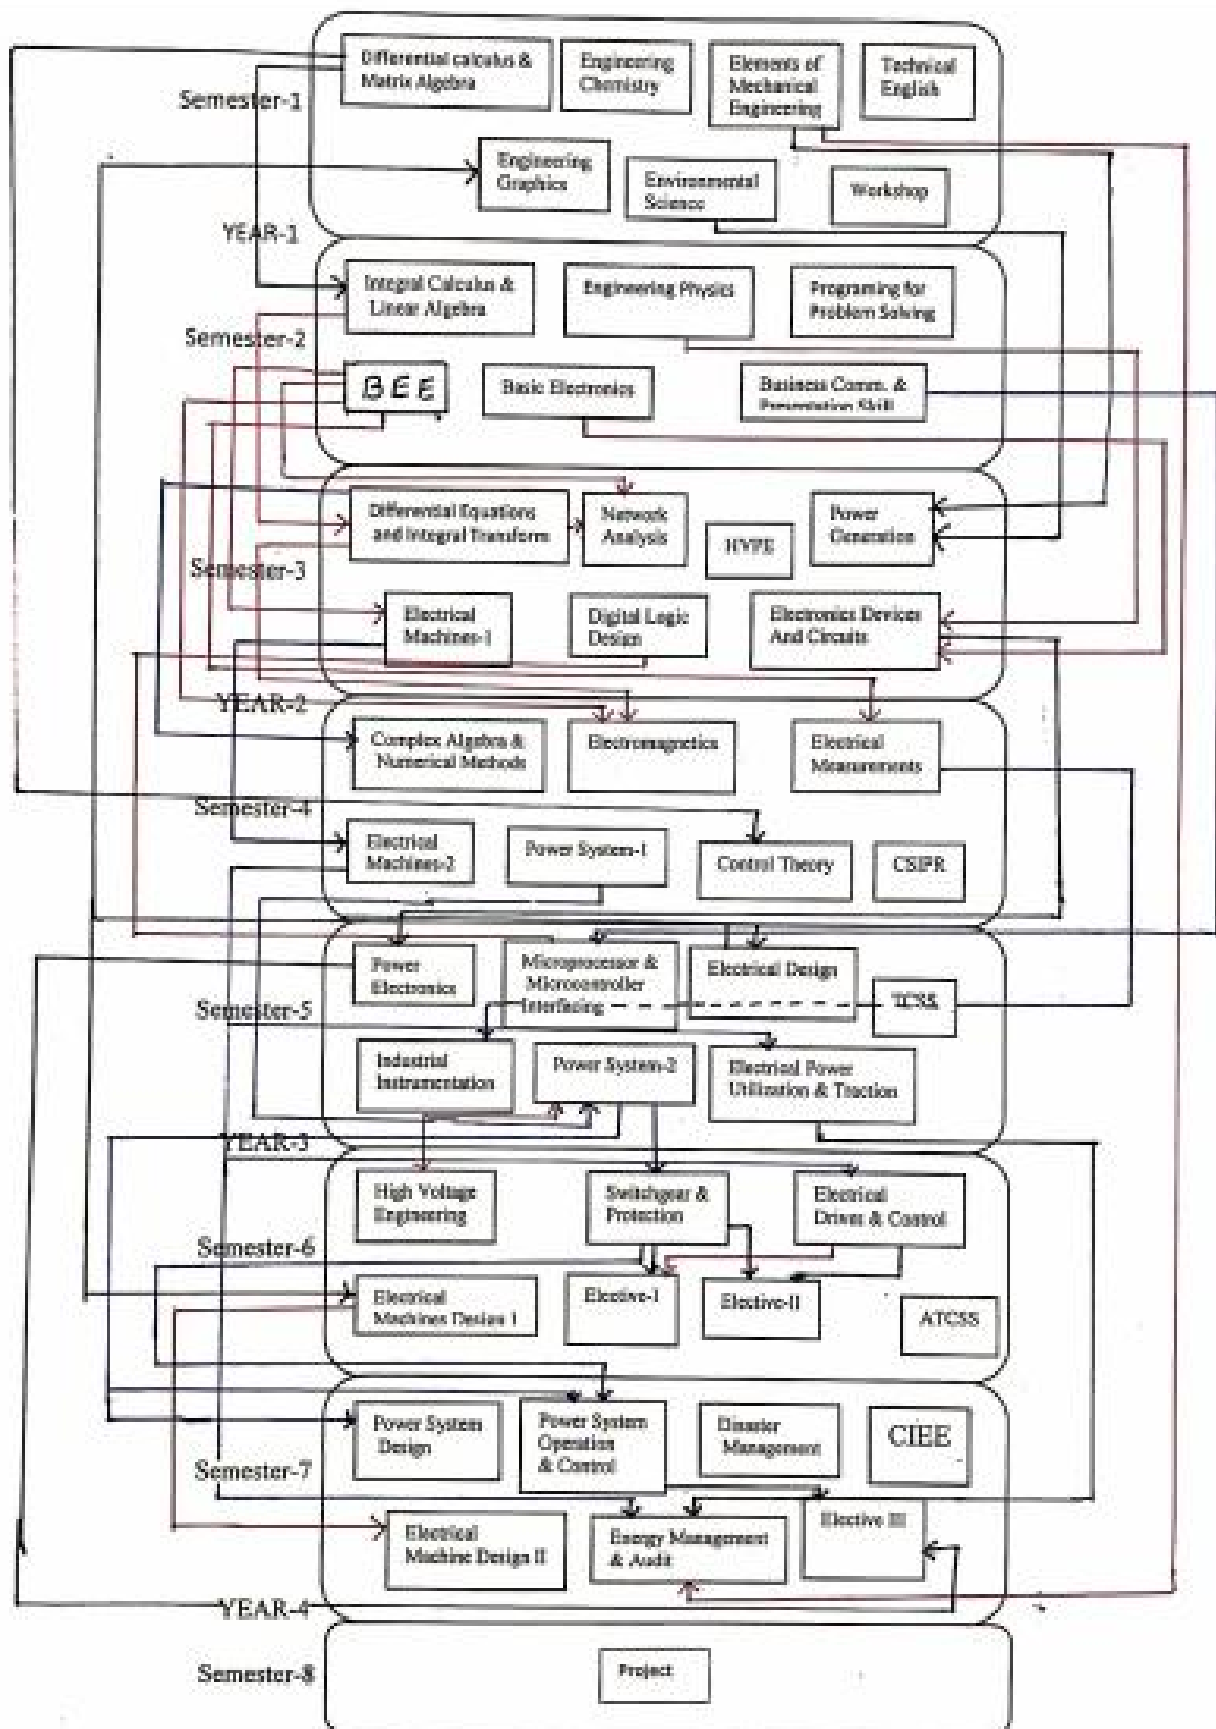 Differential calculus &
Matrix Algebra
Engineering
Chemistry
Elements of
Mechanical
Engineering
Technical
English
Semester-1
Engineering
Graphics
Environmental
Science
Workshop
YEAR-1
Integral Calculus &
Linear Algebra
Engineering Physics
Programing for
Problem Solving
Semester-2
BEE
Basic Electronics
Business Comm. &
Presentation Skill
Differential Equations
and Integral Transform
Network
Analysis
HYPE
Power
Generation
Semester-3
Electrical
Machines-1
Digital Logic
Design
Electronics Devices
And Circuits
YEAR-2
Complex Algebra &
Numerical Methods
Electromagnetics
Electrical
Measurements
Semester-4
Electrical
Machines-2
Power System-1
Control Theory
CSIPR
Power
Electronics
Microprocessor &
Microcontroller
Interfacing
Electrical Design
TCSS
Semester-5
Industrial
Instrumentation
Power System-2
Electrical Power
Utilization & Traction
YEAR-3
High Voltage
Engineering
Switchgear &
Protection
Electrical
Drives & Control
Semester-6
Electrical
Machines Design I
Elective-I
Elective-II
ATCSS
Power System
Design
Power System
Operation
& Control
Disaster
Management
CIEE
Semester-7
Electrical
Machine Design II
Energy Management
& Audit
Elective III
YEAR-4
Semester-8
Project